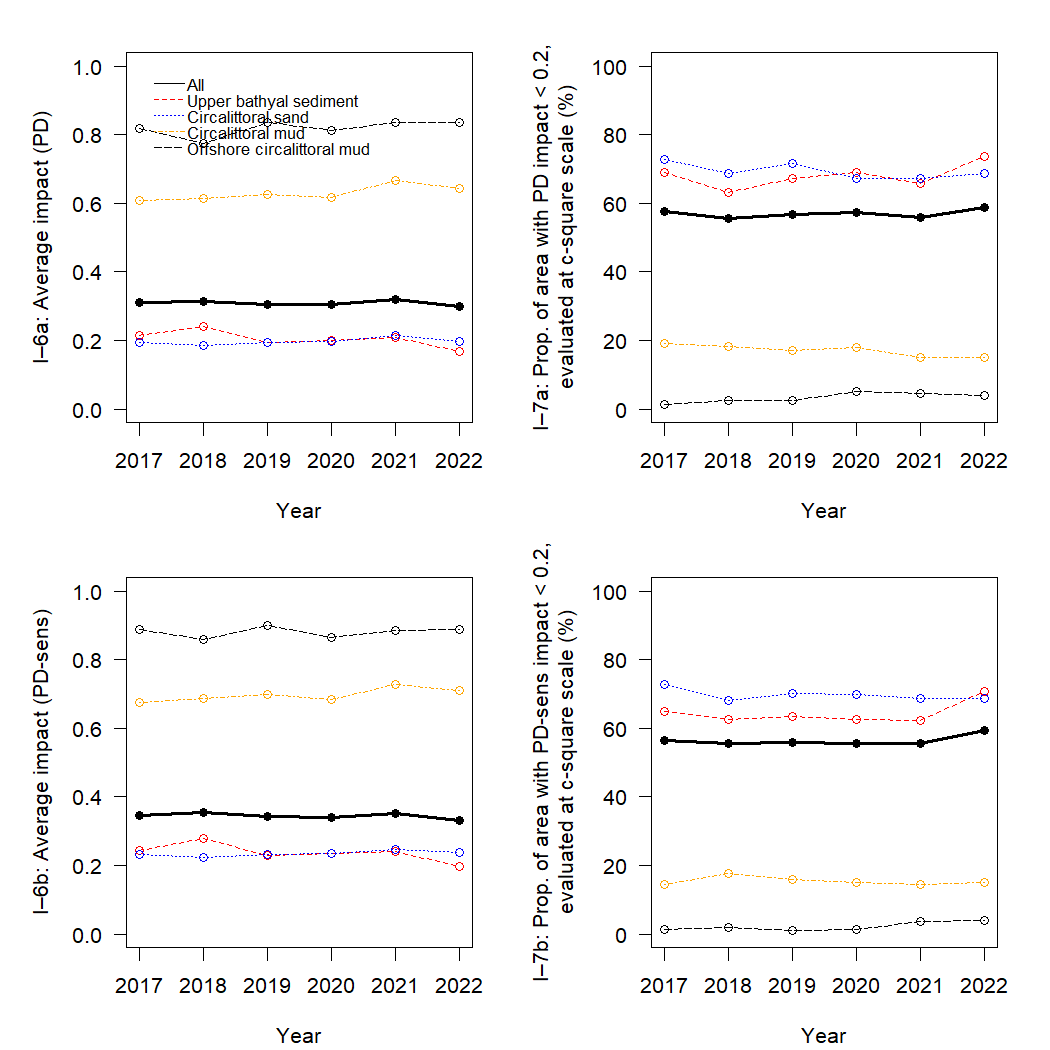 I−6a: Average impact (PD)
1.0
0.8
0.6
0.4
0.2
0.0
All
Upper bathyal sediment
Circalittoral sand
Circalittoral mud
Offshore circalittoral mud
2017 2018 2019 2020 2021 2022
Year
I−7a: Prop. of area with PD impact < 0.2,
evaluated at c-square scale (%)
100
80
60
40
20
0
2017 2018 2019 2020 2021 2022
Year
I−6b: Average impact (PD-sens)
1.0
0.8
0.6
0.4
0.2
0.0
2017 2018 2019 2020 2021 2022
Year
I−7b: Prop. of area with PD-sens impact < 0.2,
evaluated at c-square scale (%)
100
80
60
40
20
0
2017 2018 2019 2020 2021 2022
Year